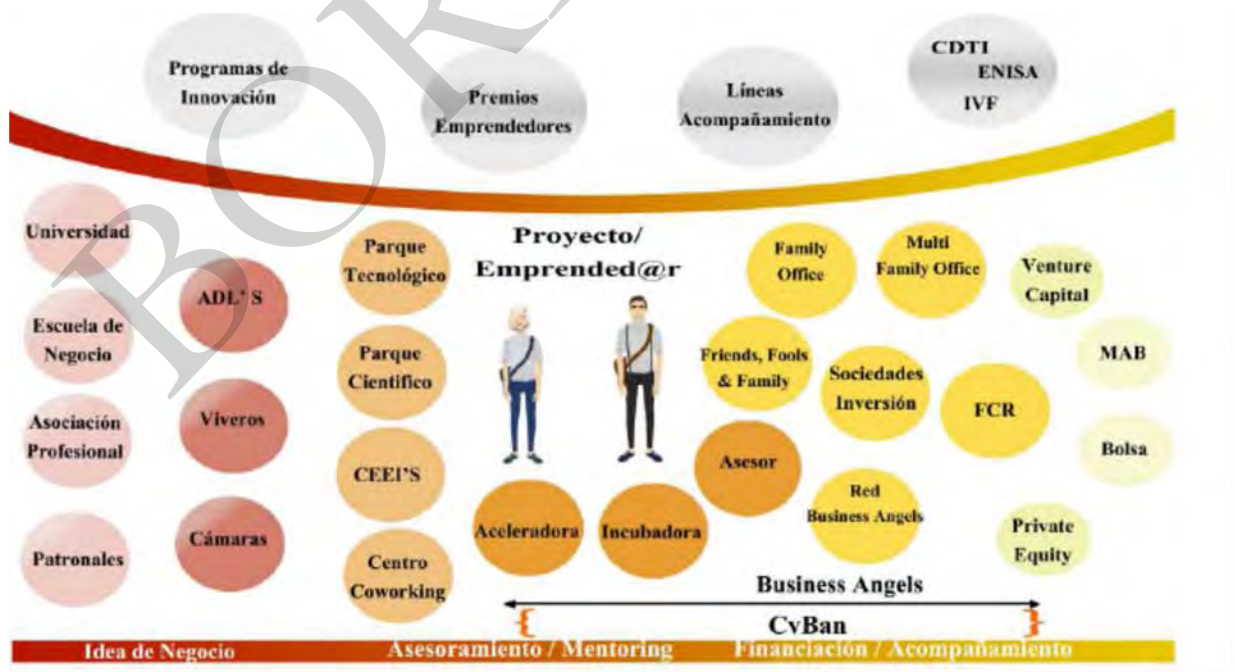 Programas de
Innovación
Premios
Emprendedores
Líneas
Acompañamiento
CDTI
ENISA
IVF
Universidad
Escuela de
Negocio
Asociación
Profesional
Patronales
ADL' S
Viveros
Cámaras
Parque
Tecnológico
Parque
Cientifico
CEEI'S
Centro
Coworking
Proyecto/
Emprended@r
Aceleradora
Incubadora
Asesor
Family
Office
Multi
Family Office
Friends, Fools
& Family
Sociedades
Inversión
FCR
Red
Business Angels
Venture
Capital
MAB
Bolsa
Private
Equity
Business Angels
CvBan
Idea de Negocio
Asesoramiento / Mentoring
Financiación / Acompañamiento